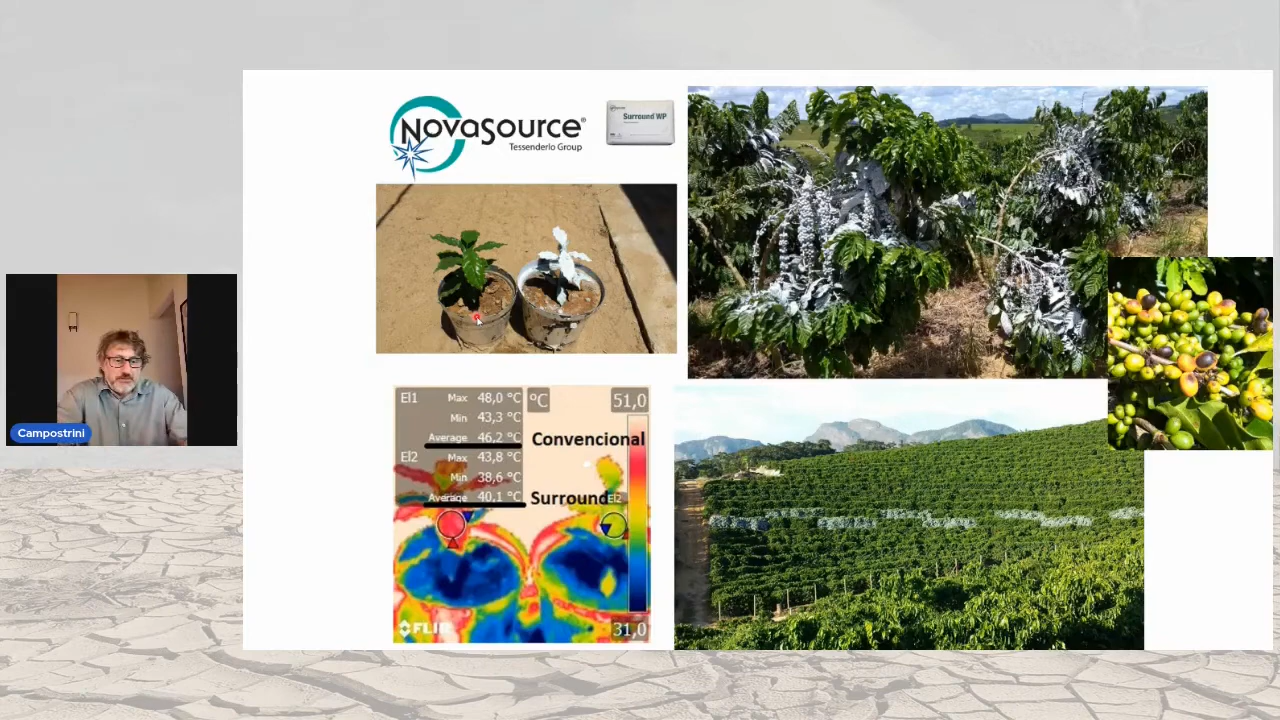 NovaSource®
Tessenderlo Group
Surround WP
El1 Max 48,0 °C °C 51,0
Min 43,3 °C
Average 46,2 °C Convencional
El2 Max 43,8 °C
Min 38,6 °C
Average 40,1 °C Surround El2
FLIR
31,0
Campostrini